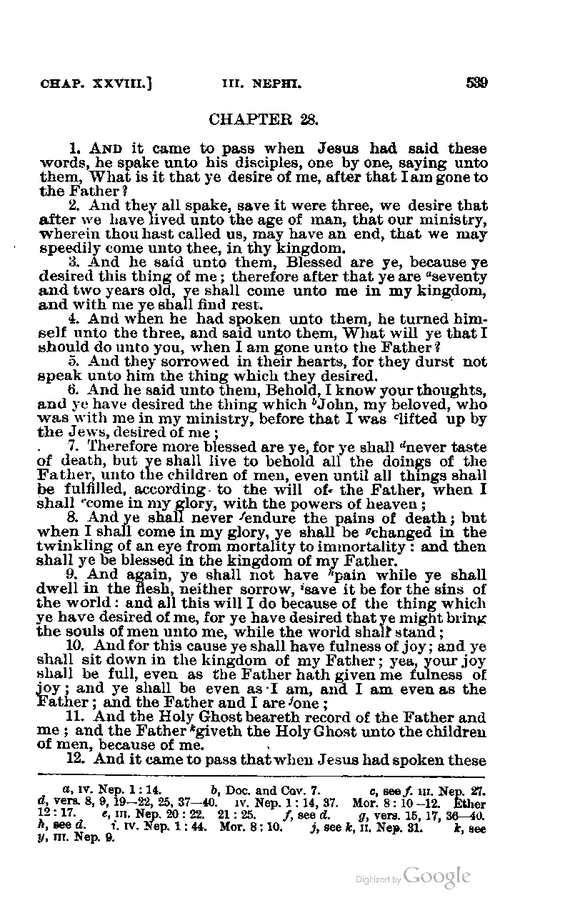 CHAP. XXVIII.] III. NEPHI. 539
CHAPTER 28.
1. AND it came to pass when Jesus had said these
words, he spake unto his disciples, one by one, saying unto
them, What is it that ye desire of me, after that I am gone to
the Father?
2. And they all spake, save it were three, we desire that
after we have lived unto the age of man, that our ministry,
wherein thou hast called us, may have an end, that we may
speedily come unto thee, in thy kingdom.
3. And he said unto them, Blessed are ye, because ye
desired this thing of me; therefore after that ye are ᵃseventy
and two years old, ye shall come unto me in my kingdom,
and with me ye shall find rest.
4. And when he had spoken unto them, he turned him-
self unto the three, and said unto them, What will ye that I
should do unto you, when I am gone unto the Father?
5. And they sorrowed in their hearts, for they durst not
speak unto him the thing which they desired.
6. And he said unto them, Behold, I know your thoughts,
and ye have desired the thing which ᵇJohn, my beloved, who
was with me in my ministry, before that I was ᶜlifted up by
the Jews, desired of me;
7. Therefore more blessed are ye, for ye shall ᵈnever taste
of death, but ye shall live to behold all the doings of the
Father, unto the children of men, even until all things shall
be fulfilled, according to the will of the Father, when I
shall ᵉcome in my glory, with the powers of heaven;
8. And ye shall never ᶠendure the pains of death; but
when I shall come in my glory, ye shall be ᵍchanged in the
twinkling of an eye from mortality to immortality: and then
shall ye be blessed in the kingdom of my Father.
9. And again, ye shall not have ʰpain while ye shall
dwell in the flesh, neither sorrow, ⁱsave it be for the sins of
the world: and all this will I do because of the thing which
ye have desired of me, for ye have desired that ye might bring
the souls of men unto me, while the world shall stand;
10. And for this cause ye shall have fulness of joy; and ye
shall sit down in the kingdom of my Father; yea, your joy
shall be full, even as the Father hath given me fulness of
joy; and ye shall be even as I am, and I am even as the
Father; and the Father and I are ʲone;
11. And the Holy Ghost beareth record of the Father and
me; and the Father ᵏgiveth the Holy Ghost unto the children
of men, because of me.
12. And it came to pass that when Jesus had spoken these
a, IV. Nep. 1:14. b, Doc. and Cov. 7. c, see f. III. Nep. 27.
d, vers. 8, 9, 19—22, 25, 37—40. IV. Nep. 1:14, 37. Mor. 8:10—12. Ether
12:17. e, III. Nep. 20:22. 21:25. f, see d. g, vers. 15, 17, 36—40.
h, see d. i. IV. Nep. 1:44. Mor. 8:10. j, see k, II. Nep. 31. k, see
y, III. Nep. 9.
Digitized by Google